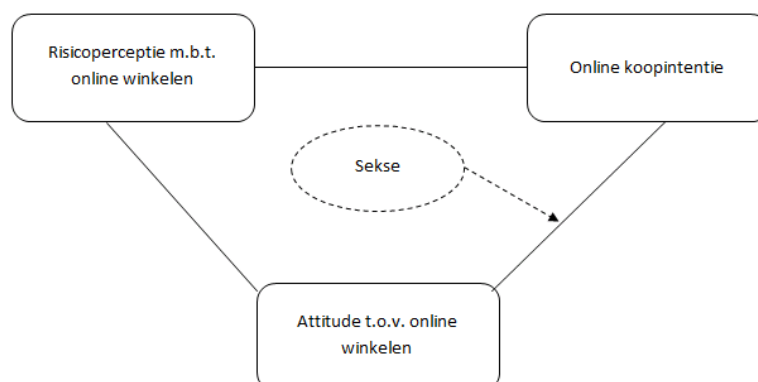 Risicoperceptie m.b.t.
online winkelen
Online koopintentie
Sekse
Attitude t.o.v. online
winkelen